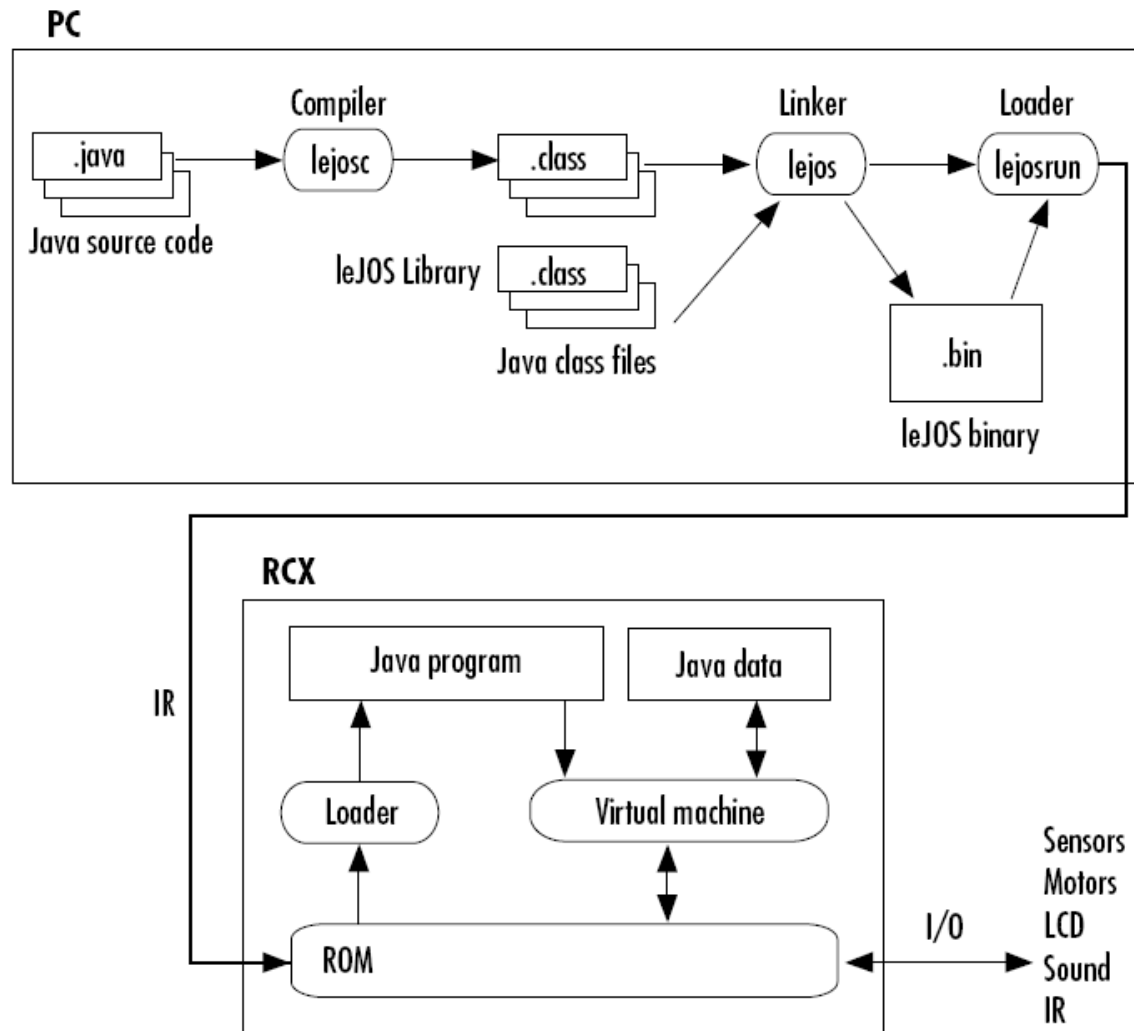 PC
Compiler
Linker
Loader
.java
lejosc
.class
lejos
lejosrun
Java source code
leJOS Library
.class
Java class files
.bin
leJOS binary
RCX
Java program
Java data
IR
Loader
Virtual machine
Sensors
Motors
I/O
LCD
ROM
Sound
IR